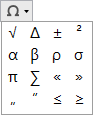 Ω
√ Δ ± ²
α β ρ σ
π ∑ « »
„ ” ≤ ≥